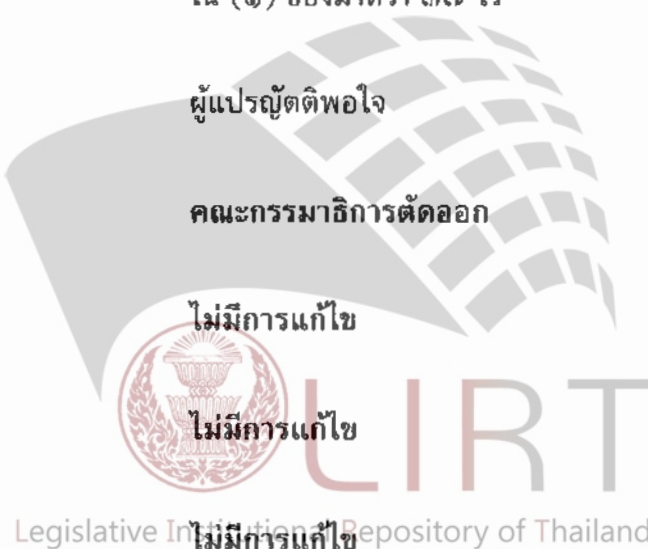 ผู้แปรญัตติพอใจ
คณะกรรมาธิการตัดออก
ไม่มีการแก้ไข
ไม่มีการแก้ไข
LIRT
Legislative Institutional Repository of Thailand
ไม่มีการแก้ไข